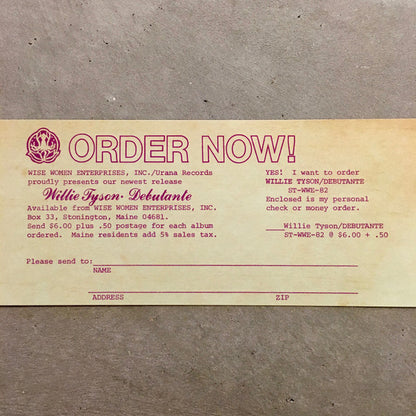 ORDER NOW!
WISE WOMEN ENTERPRISES, INC./Urana Records
proudly presents our newest release
Willie Tyson · Debutante
Available from WISE WOMEN ENTERPRISES, INC.
Box 33, Stonington, Maine 04681.
Send $6.00 plus .50 postage for each album
ordered. Maine residents add 5% sales tax.
YES! I want to order
WILLIE TYSON/DEBUTANTE
ST-WWE-82
Enclosed is my personal
check or money order.
Willie Tyson/DEBUTANTE
ST-WWE-82 @ $6.00 + .50
Please send to:
NAME
ADDRESS ZIP